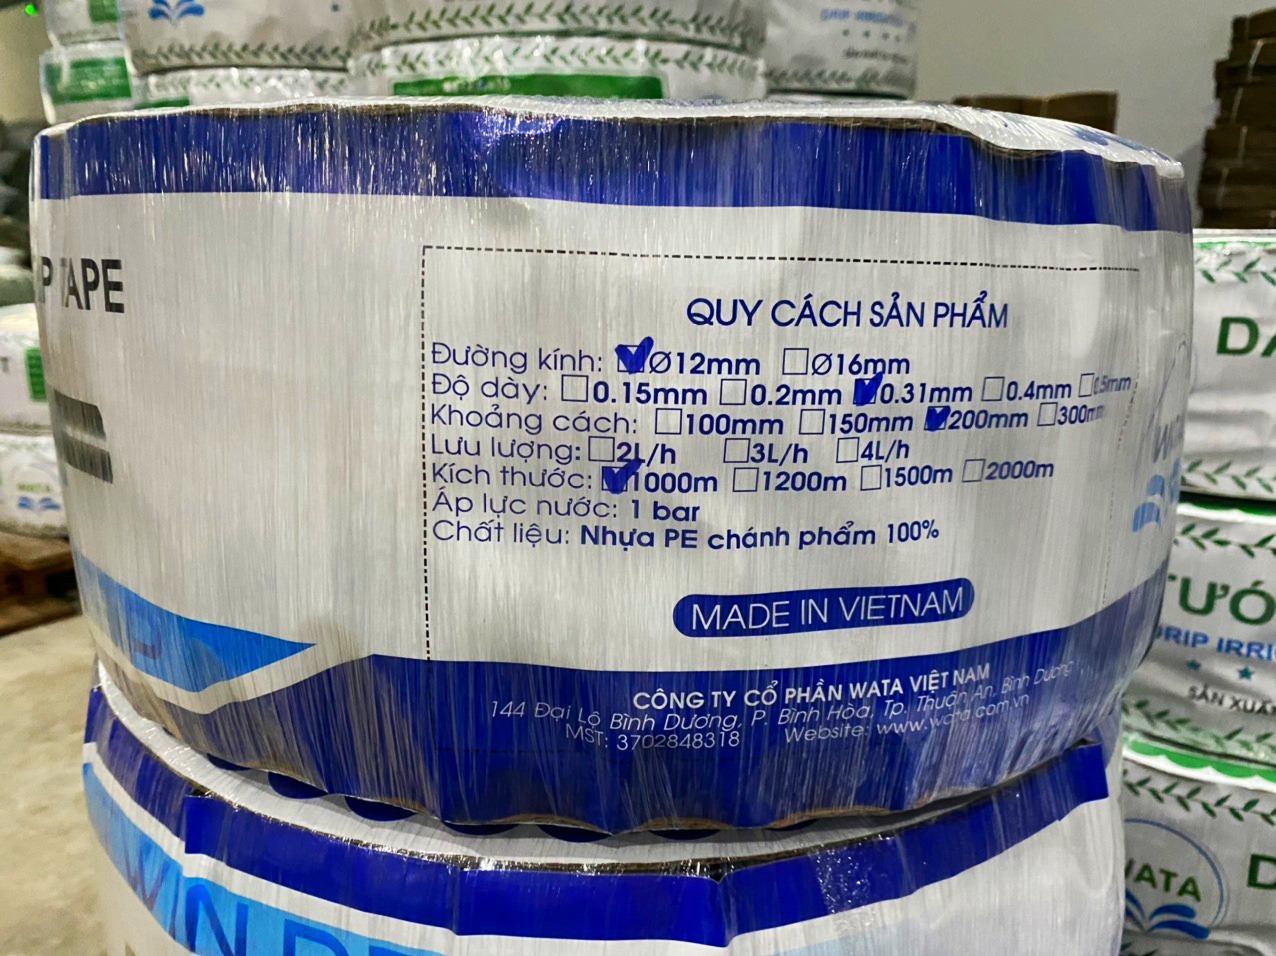 DRIP IRRIGATION
TAPE
QUY CÁCH SẢN PHẨM
Đường kính: Ø12mm Ø16mm
Độ dày: 0.15mm 0.2mm 0.31mm 0.4mm 0.5mm
Khoảng cách: 100mm 150mm 200mm 300mm
Lưu lượng: 2L/h 3L/h 4L/h
Kích thước: 1000m 1200m 1500m 2000m
Áp lực nước: 1 bar
Chất liệu: Nhựa PE chánh phẩm 100%
MADE IN VIETNAM
CÔNG TY CỔ PHẦN WATA VIỆT NAM
144 Đại Lộ Bình Dương, P. Bình Hòa, Tp. Thuận An, Bình Dương
MST: 3702848318 Website: www.wata.com.vn
WATA
TƯỚ
DRIP IRRI
SẢN XUẤ
WATA